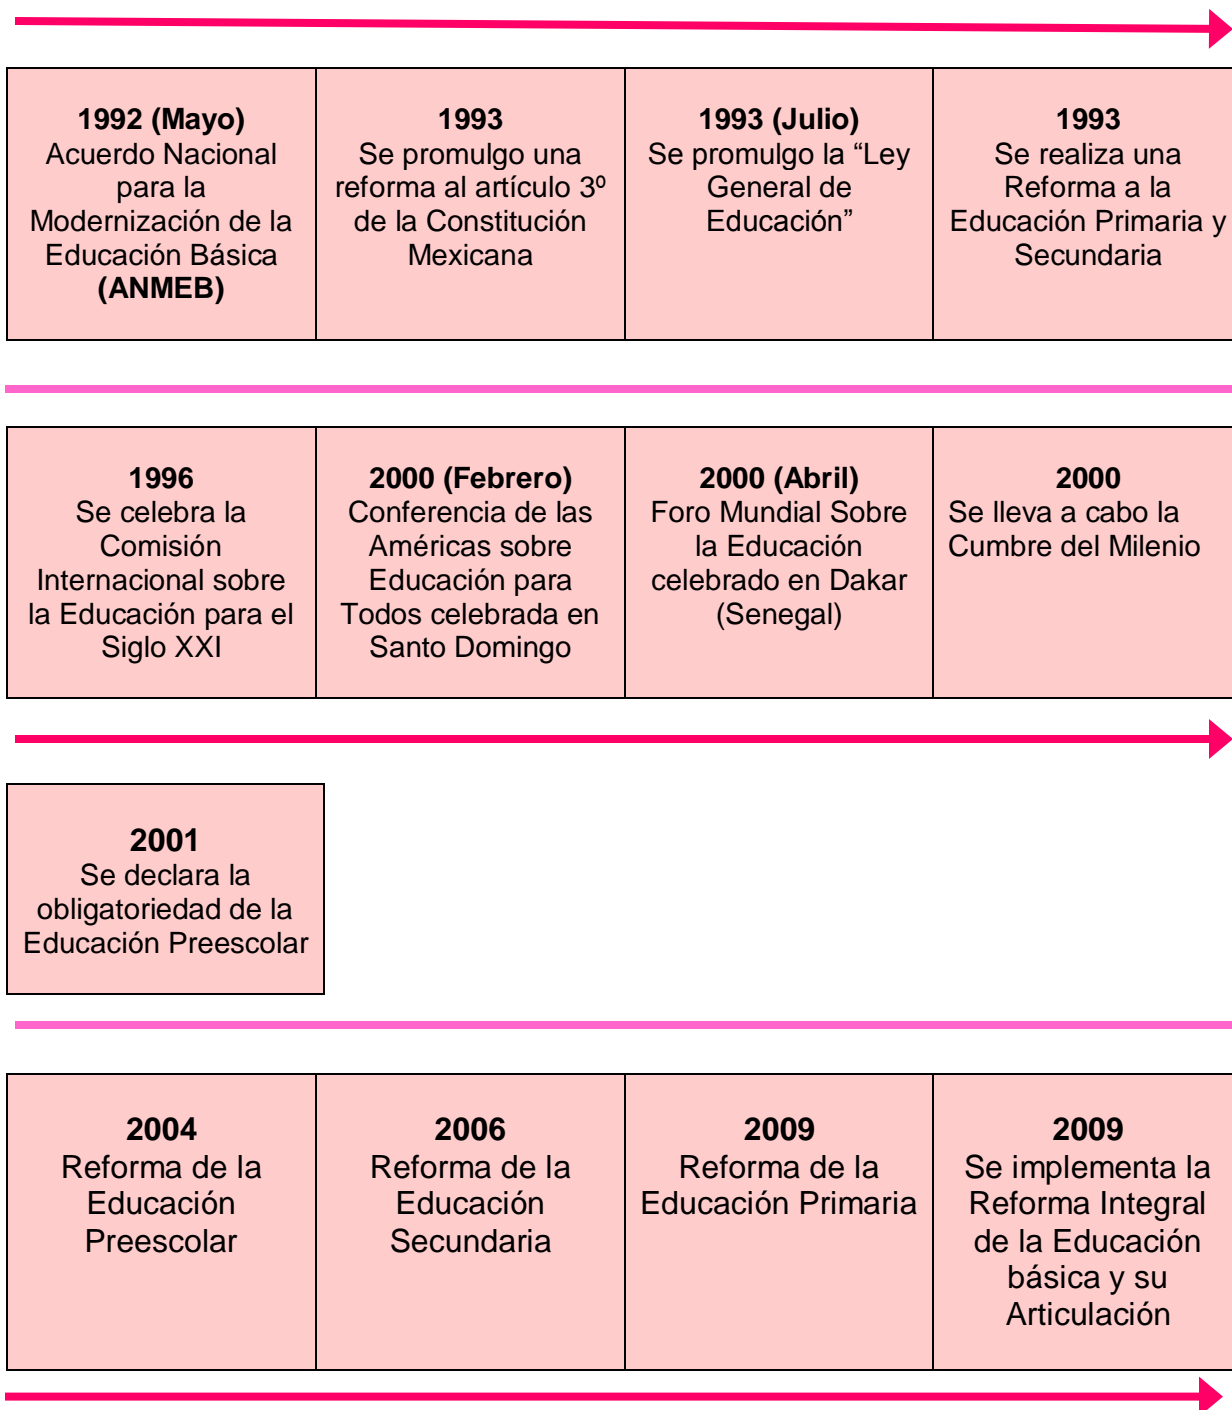 1992 (Mayo)
Acuerdo Nacional
para la
Modernización de la
Educación Básica
(ANMEB)
1993
Se promulgo una
reforma al artículo 3º
de la Constitución
Mexicana
1993 (Julio)
Se promulgo la “Ley
General de
Educación”
1993
Se realiza una
Reforma a la
Educación Primaria y
Secundaria
1996
Se celebra la
Comisión
Internacional sobre
la Educación para el
Siglo XXI
2000 (Febrero)
Conferencia de las
Américas sobre
Educación para
Todos celebrada en
Santo Domingo
2000 (Abril)
Foro Mundial Sobre
la Educación
celebrado en Dakar
(Senegal)
2000
Se lleva a cabo la
Cumbre del Milenio
2001
Se declara la
obligatoriedad de la
Educación Preescolar
2004
Reforma de la
Educación
Preescolar
2006
Reforma de la
Educación
Secundaria
2009
Reforma de la
Educación Primaria
2009
Se implementa la
Reforma Integral
de la Educación
básica y su
Articulación